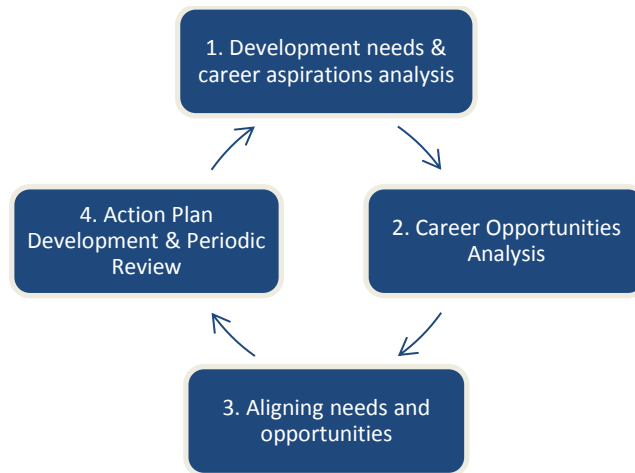 1. Development needs &
career aspirations analysis
2. Career Opportunities
Analysis
3. Aligning needs and
opportunities
4. Action Plan
Development & Periodic
Review